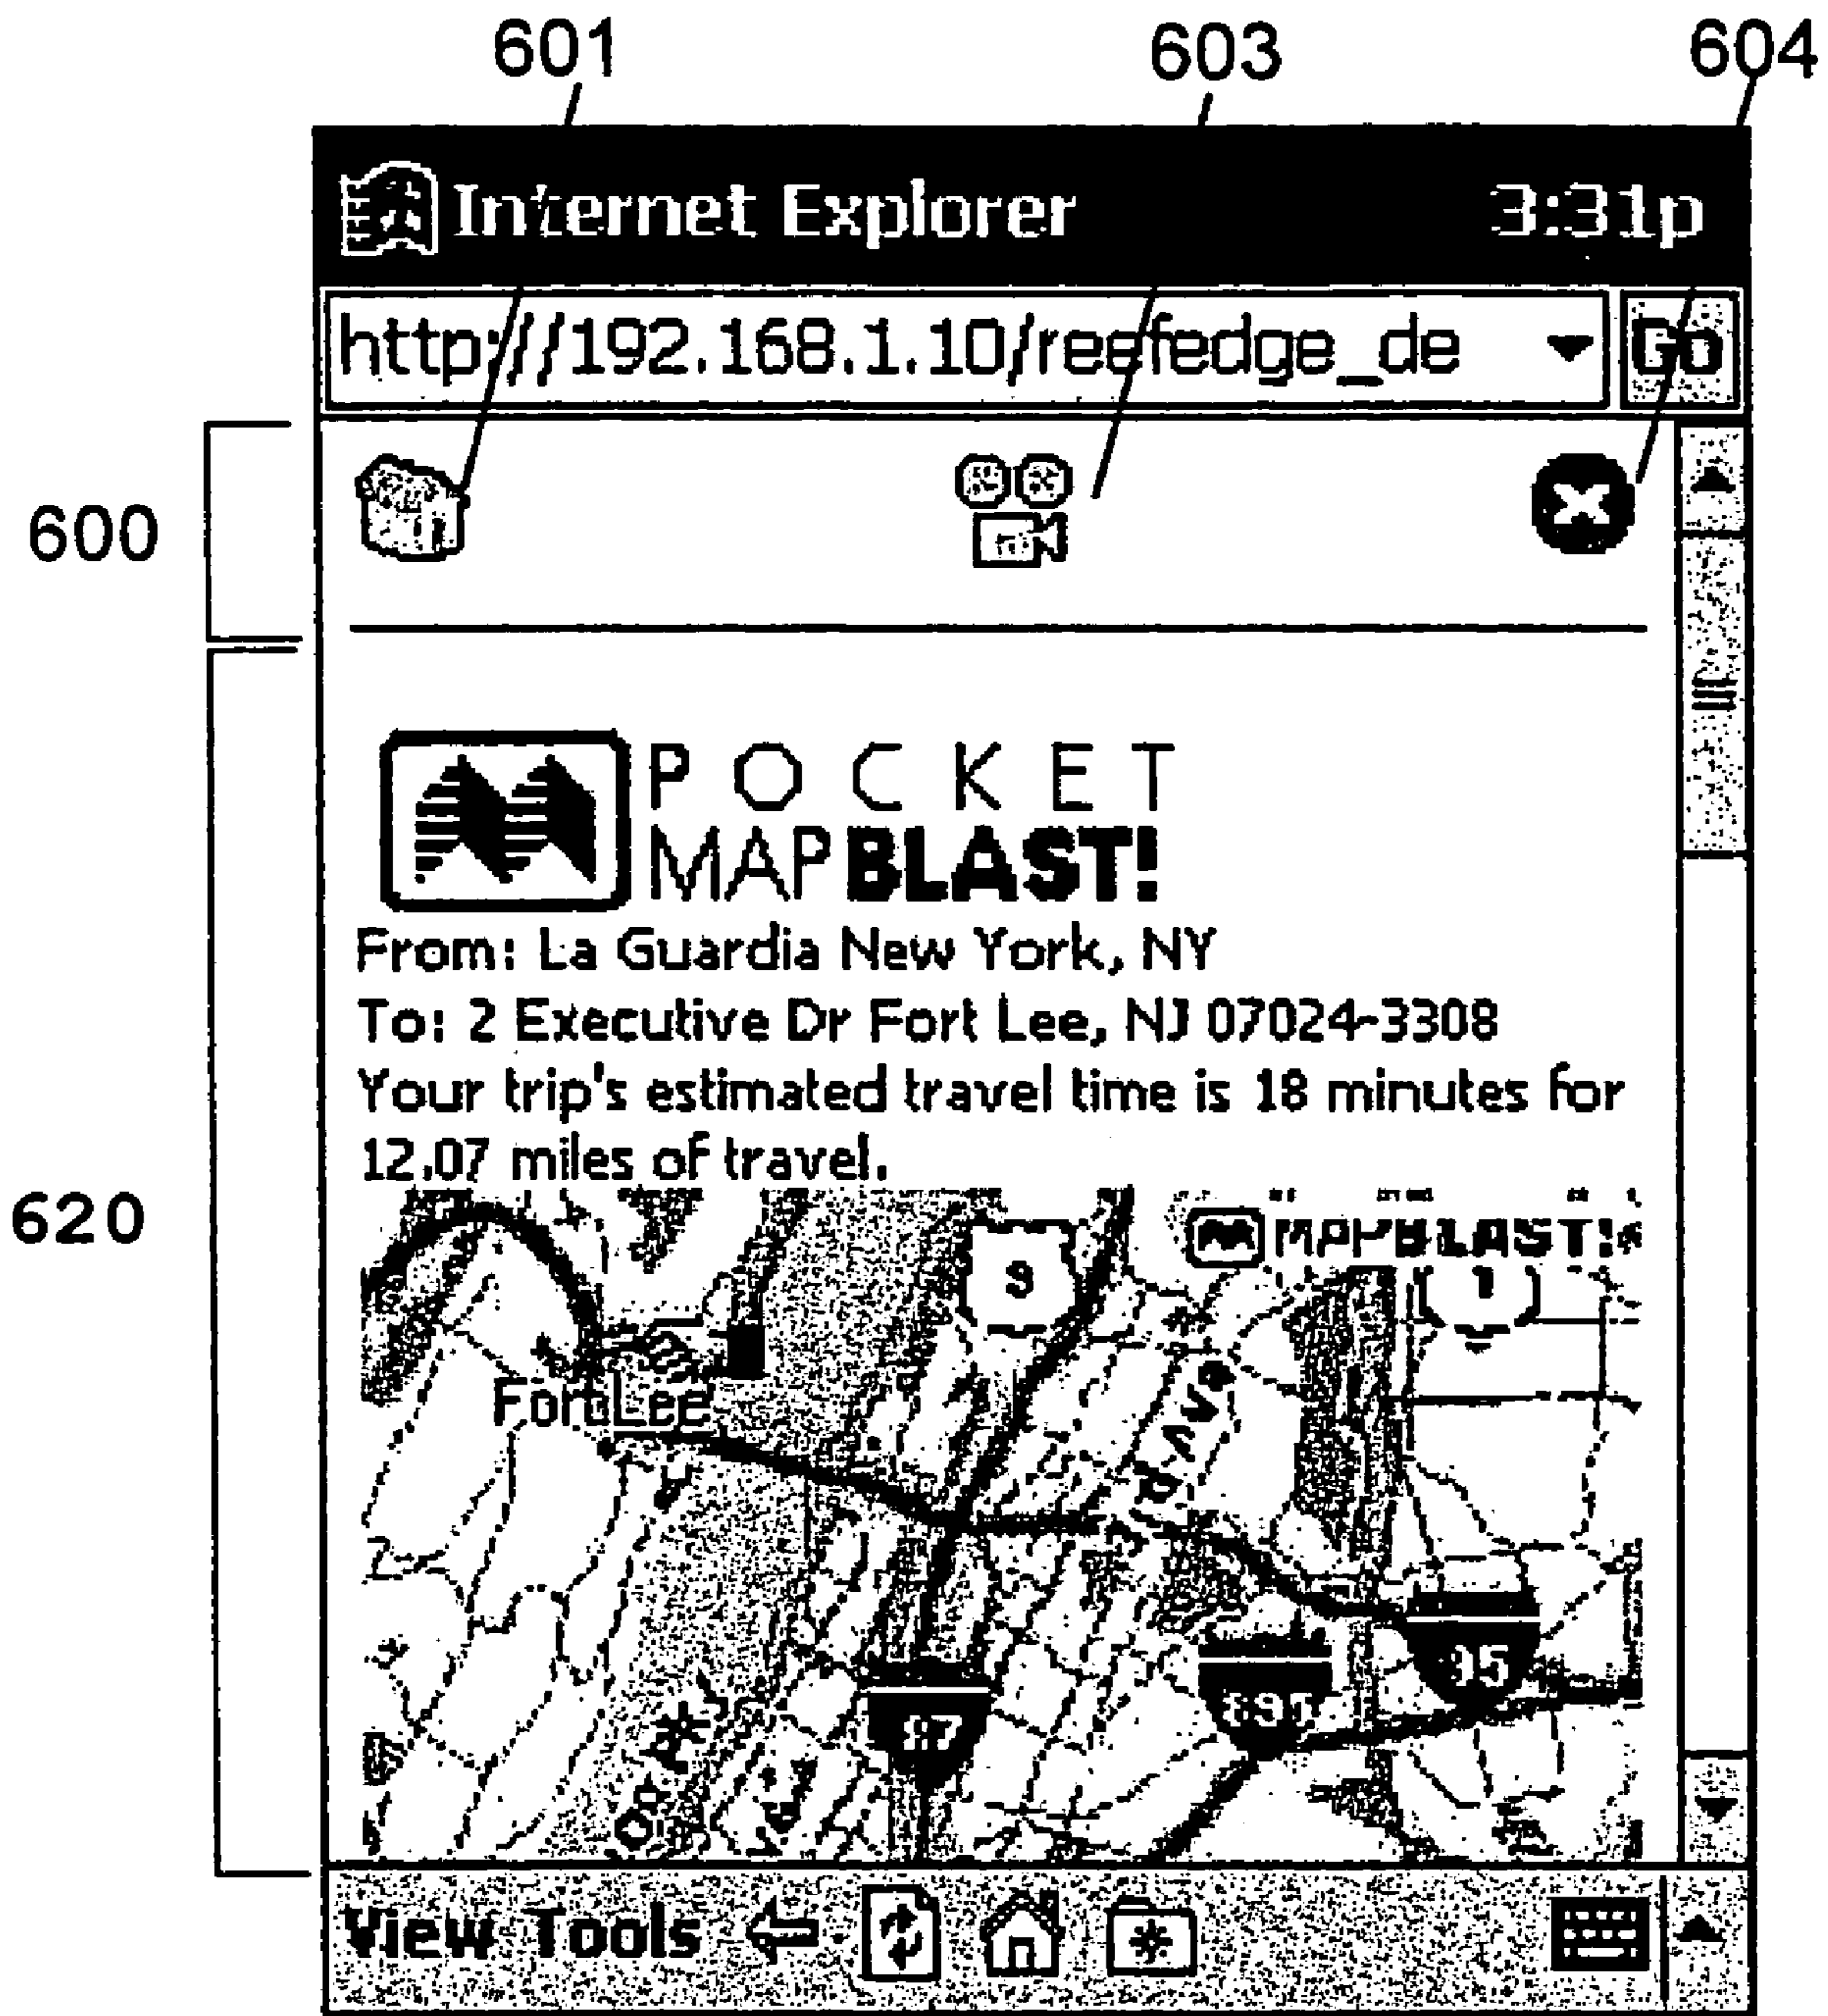 601 603 604
Internet Explorer 3:31p
http://192.168.1.10/reefedge_de Go
600
POCKET
MAPBLAST!
From: La Guardia New York, NY
To: 2 Executive Dr Fort Lee, NJ 07024-3308
Your trip's estimated travel time is 18 minutes for
12.07 miles of travel.
620
MAPBLAST!
9 1
Fort Lee
95
View Tools